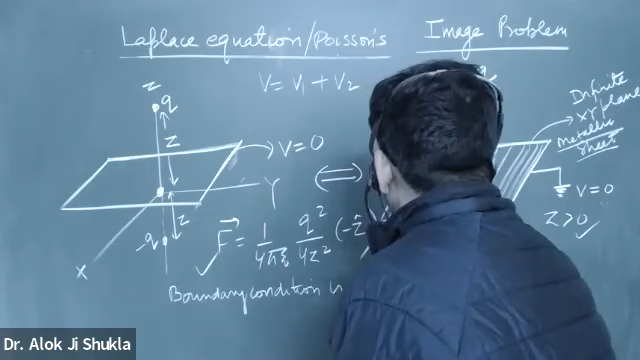 Laplace equation/Poisson's
Image Problem
V = V₁ + V₂
z
q
z
V=0
Y
z
-q
X
q
Infinite
XY plane
metallic
sheet
V=0
Z>0 ✓
F⃗ = 1/4πε₀ q²/4z² (-ẑ
Boundary condition
Dr. Alok Ji Shukla